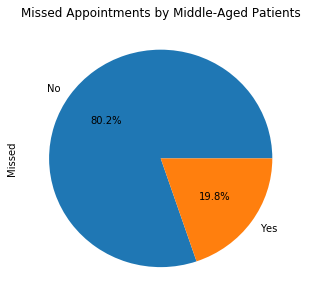 Missed Appointments by Middle-Aged Patients
No
80.2%
Missed
19.8%
Yes